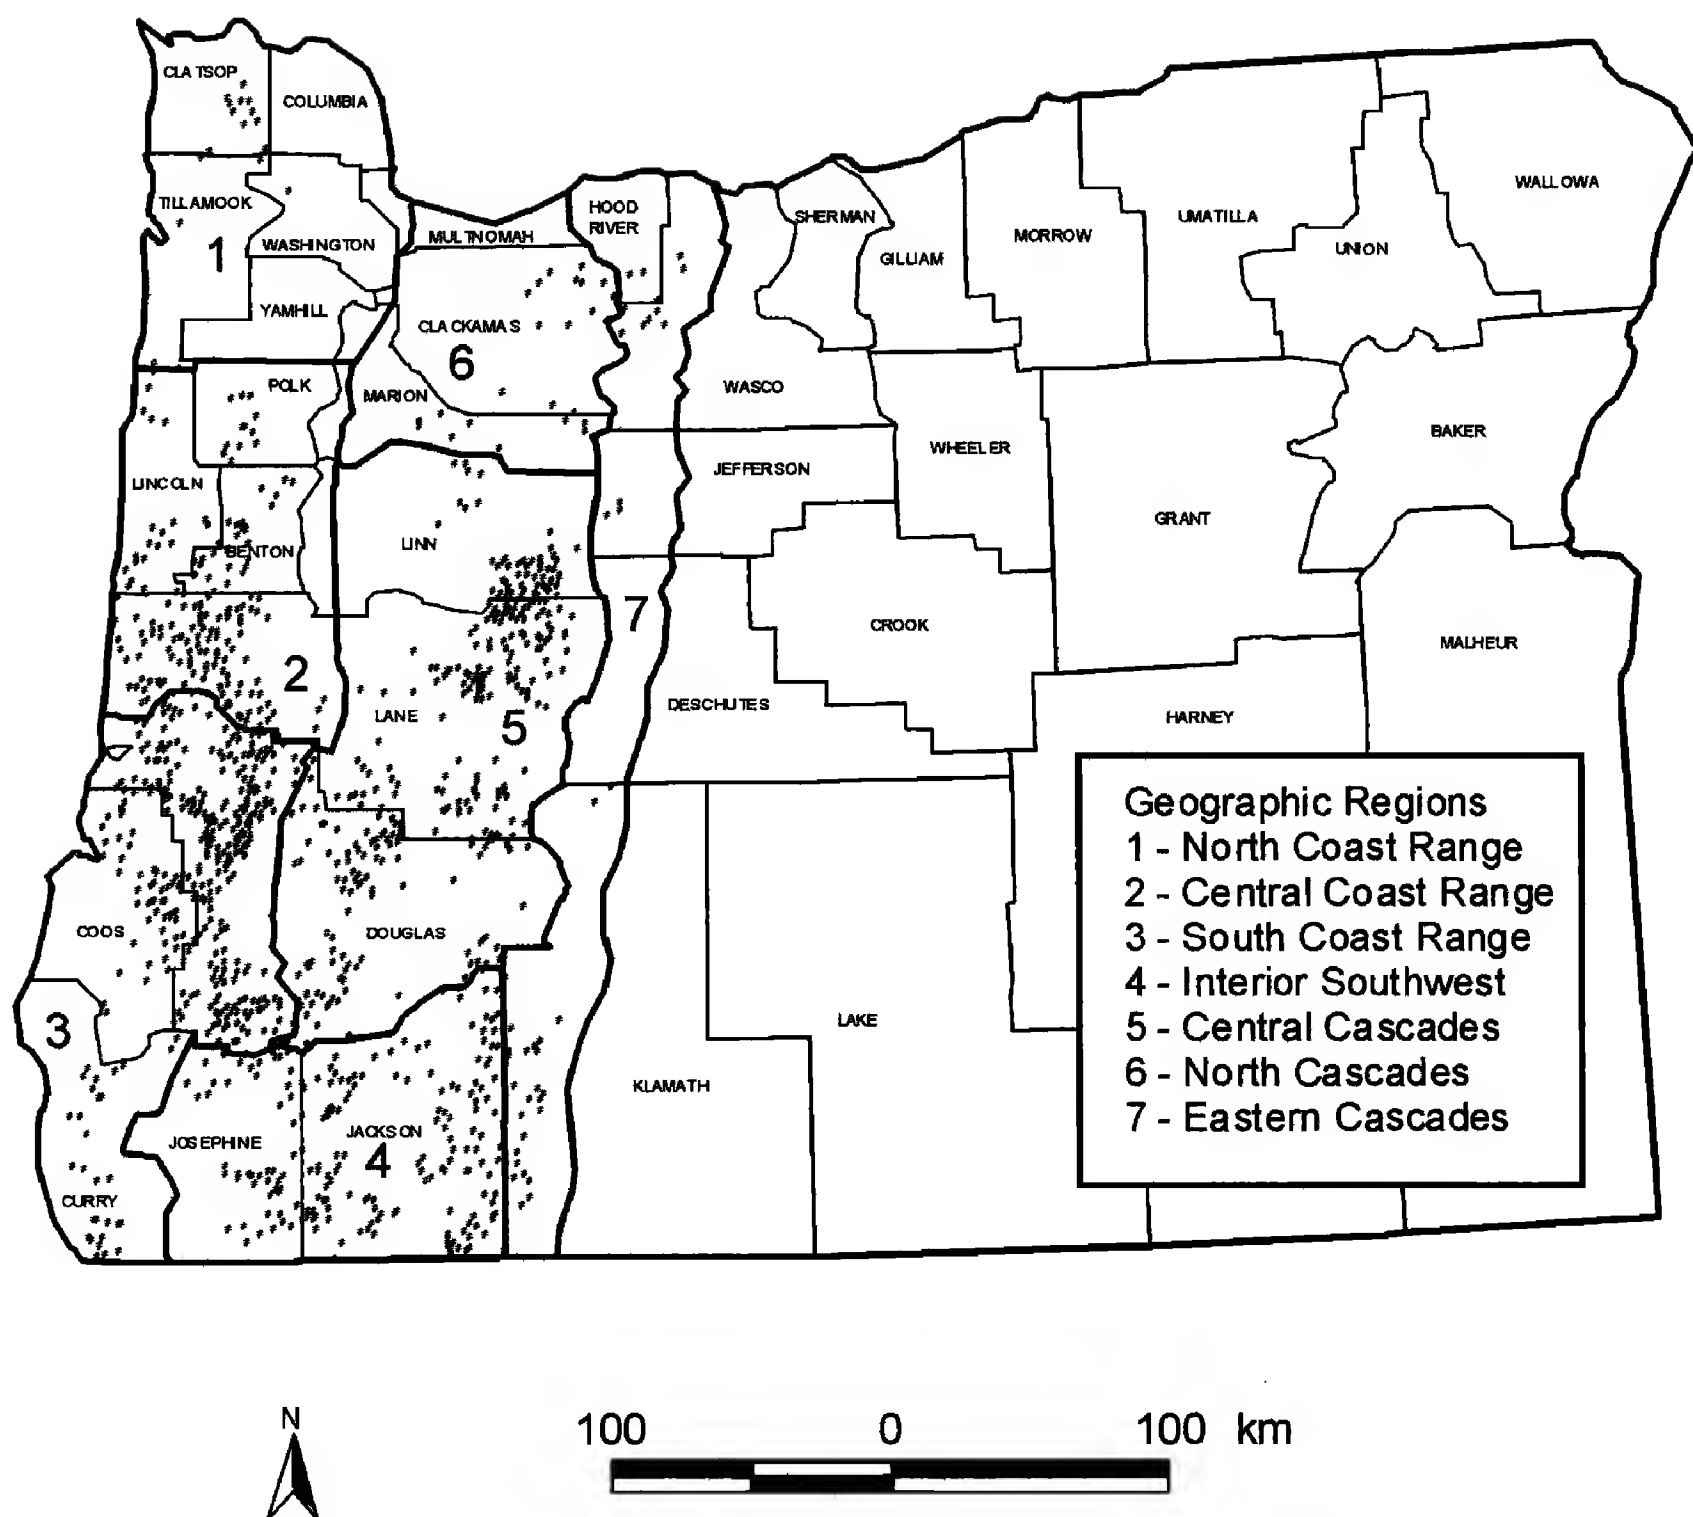 CLATSOP
COLUMBIA
TILLAMOOK
1
WASHINGTON
YAMHILL
MULTNOMAH
HOOD
RIVER
CLACKAMAS
6
SHERMAN
GILLIAM
MORROW
UMATILLA
UNION
WALLOWA
POLK
MARION
WASCO
WHEELER
BAKER
LINCOLN
BENTON
LINN
JEFFERSON
GRANT
7
CROOK
MALHEUR
2
LANE
5
DESCHUTES
HARNEY
COOS
DOUGLAS
3
LAKE
KLAMATH
JOSEPHINE
JACKSON
4
CURRY
Geographic Regions
1 - North Coast Range
2 - Central Coast Range
3 - South Coast Range
4 - Interior Southwest
5 - Central Cascades
6 - North Cascades
7 - Eastern Cascades
N
100 0 100 km